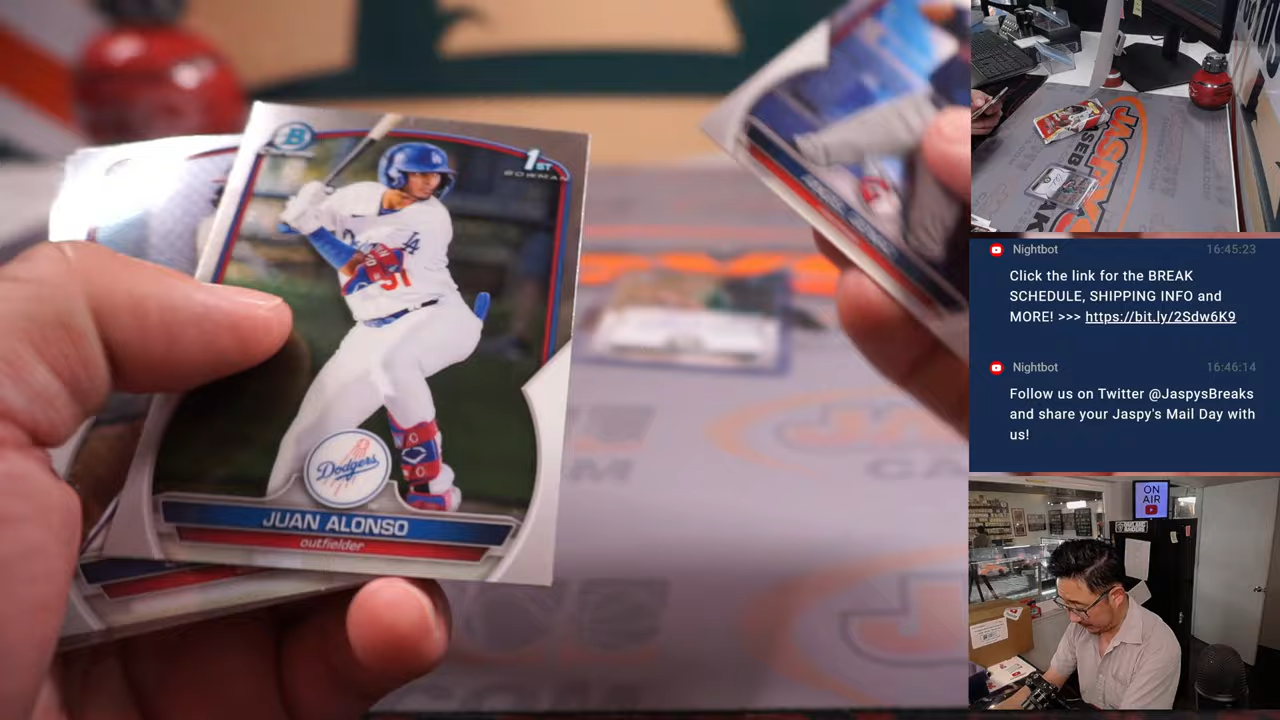 B
1ST
BOWMAN
Dodgers
51
LA
Dodgers
JUAN ALONSO
outfielder
JASPYS
Nightbot 16:45:23
Click the link for the BREAK
SCHEDULE, SHIPPING INFO and
MORE! >>> https://bit.ly/2Sdw6K9
Nightbot 16:46:14
Follow us on Twitter @JaspysBreaks
and share your Jaspy's Mail Day with
us!
ON
AIR